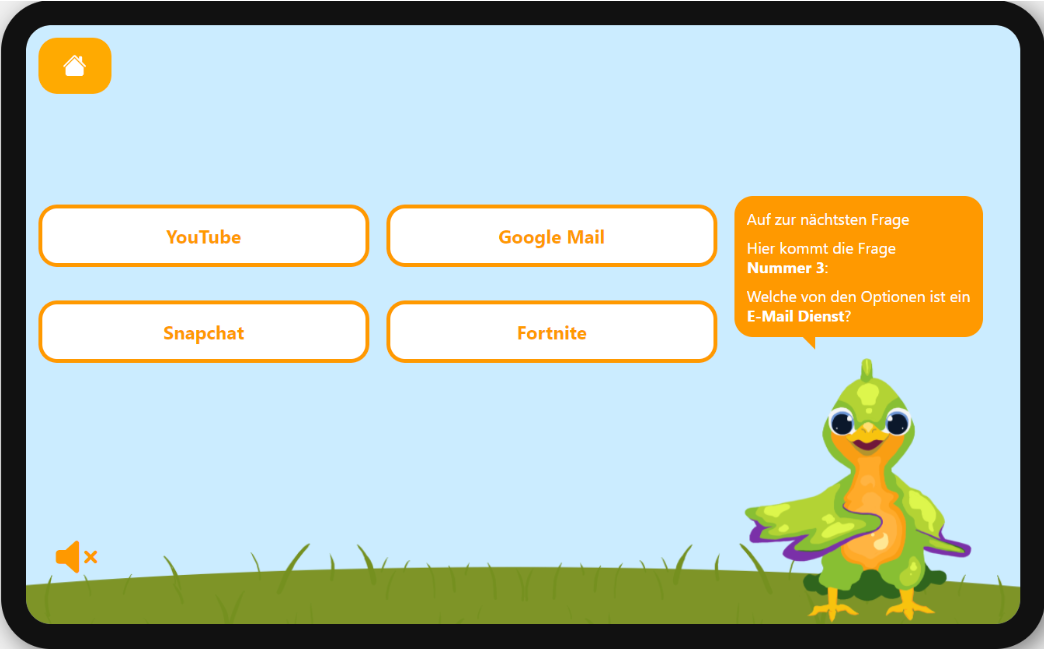 YouTube
Google Mail
Snapchat
Fortnite
Auf zur nächtsten Frage
Hier kommt die Frage
Nummer 3:
Welche von den Optionen ist ein
E-Mail Dienst?